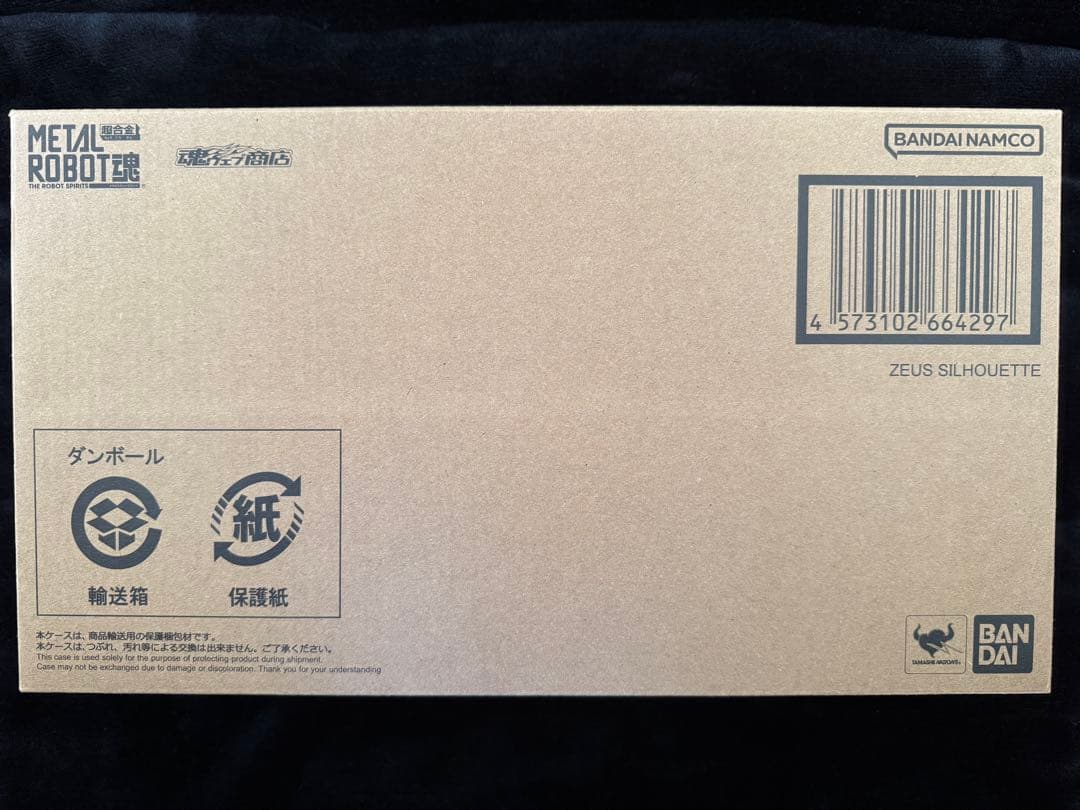 METAL 超合金
ROBOT魂
THE ROBOT SPIRITS
魂ウェブ商店
BANDAI NAMCO
4 573102 664297
ZEUS SILHOUETTE
ダンボール
紙
輸送箱 保護紙
本ケースは、商品輸送用の保護梱包材です。
本ケースは、つぶれ、汚れ等による交換は出来ません。ご了承ください。
This case is used solely for the purpose of protecting product during shipment.
Case may not be exchanged due to damage or discoloration. Thank you for your understanding
TAMASHII NATIONS
BAN
DAI